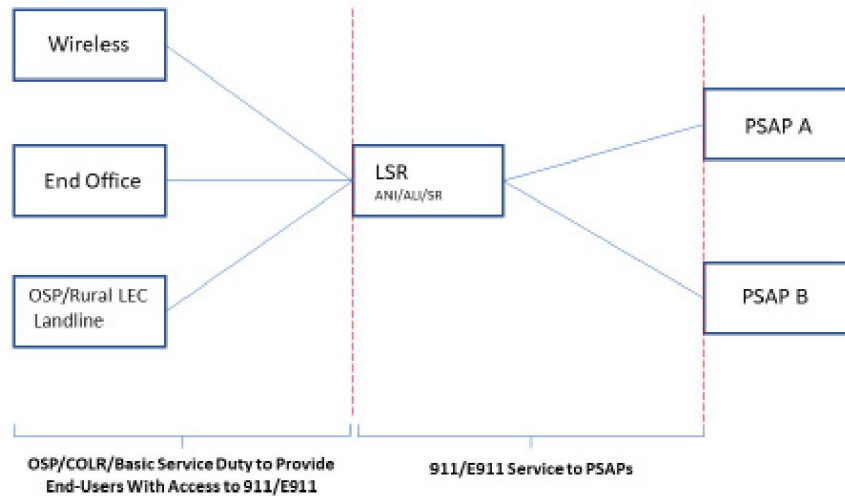 Wireless
End Office
OSP/Rural LEC
Landline
LSR
ANI/ALI/SR
PSAP A
PSAP B
OSP/COLR/Basic Service Duty to Provide
End-Users With Access to 911/E911
911/E911 Service to PSAPs